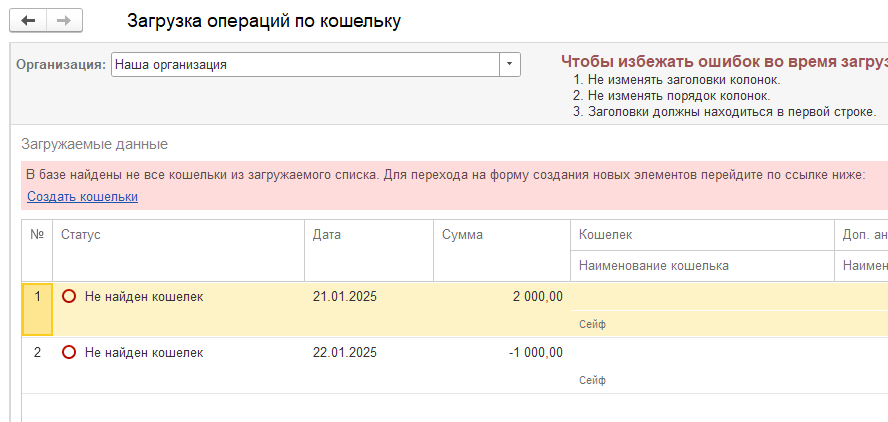 Загрузка операций по кошельку
Организация: Наша организация
Чтобы избежать ошибок во время
1. Не изменять заголовки колонок.
2. Не изменять порядок колонок.
3. Заголовки должны находиться в первой строке.
Загружаемые данные
В базе найдены не все кошельки из загружаемого списка. Для перехода на форму создания новых элементов перейдите по ссылке ниже:
Создать кошельки
№ Статус Дата Сумма Кошелек Доп.
Наименование кошелька
1 Не найден кошелек 21.01.2025 2 000,00
Сейф
2 Не найден кошелек 22.01.2025 -1 000,00
Сейф